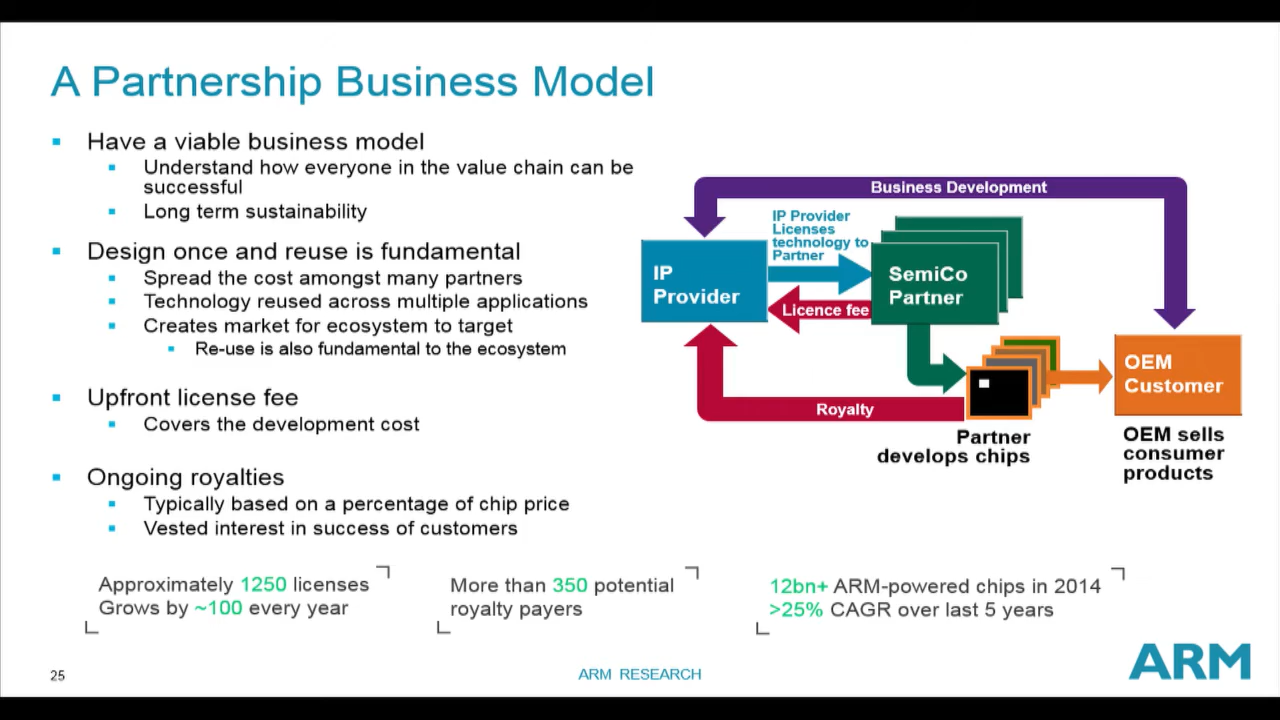 A Partnership Business Model
Have a viable business model
Understand how everyone in the value chain can be
successful
Long term sustainability
Design once and reuse is fundamental
Spread the cost amongst many partners
Technology reused across multiple applications
Creates market for ecosystem to target
Re-use is also fundamental to the ecosystem
Upfront license fee
Covers the development cost
Ongoing royalties
Typically based on a percentage of chip price
Vested interest in success of customers
Business Development
IP Provider
Licenses
technology to
Partner
IP
Provider
SemiCo
Partner
Licence fee
Royalty
Partner
develops chips
OEM
Customer
OEM sells
consumer
products
Approximately 1250 licenses
Grows by ~100 every year
More than 350 potential
royalty payers
12bn+ ARM-powered chips in 2014
>25% CAGR over last 5 years
25
ARM RESEARCH
ARM